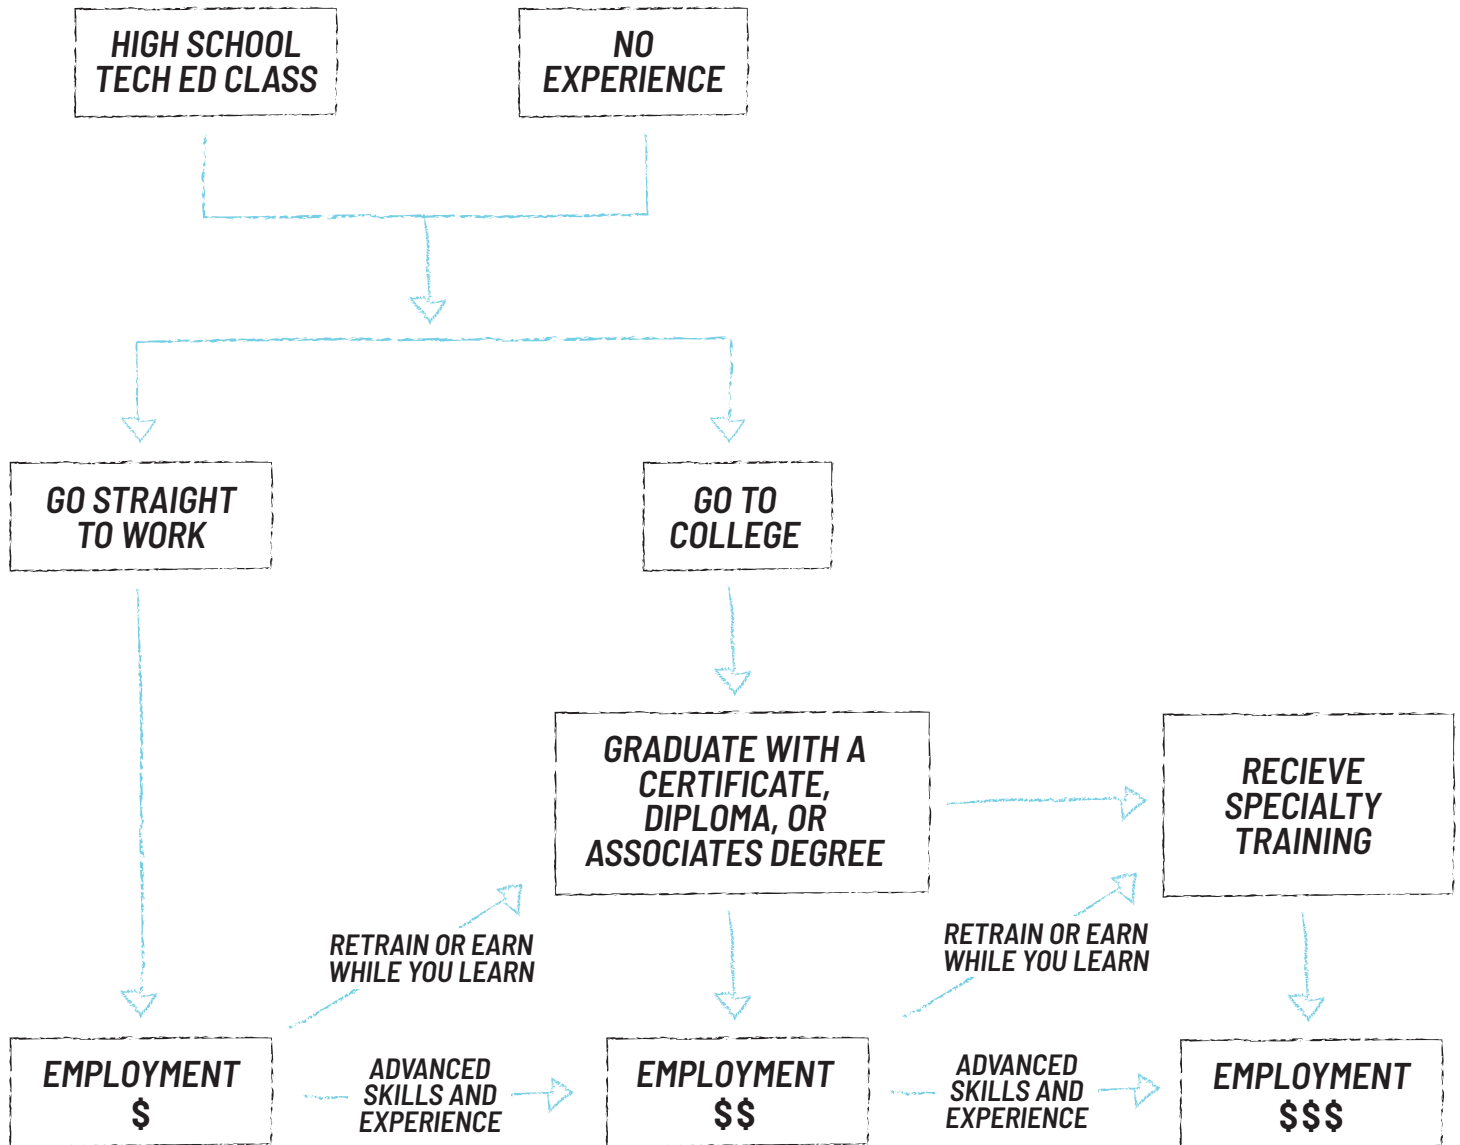 HIGH SCHOOL
TECH ED CLASS
NO
EXPERIENCE
GO STRAIGHT
TO WORK
GO TO
COLLEGE
GRADUATE WITH A
CERTIFICATE,
DIPLOMA, OR
ASSOCIATES DEGREE
RECIEVE
SPECIALTY
TRAINING
RETRAIN OR EARN
WHILE YOU LEARN
RETRAIN OR EARN
WHILE YOU LEARN
EMPLOYMENT
$
ADVANCED
SKILLS AND
EXPERIENCE
EMPLOYMENT
$$
ADVANCED
SKILLS AND
EXPERIENCE
EMPLOYMENT
$$$